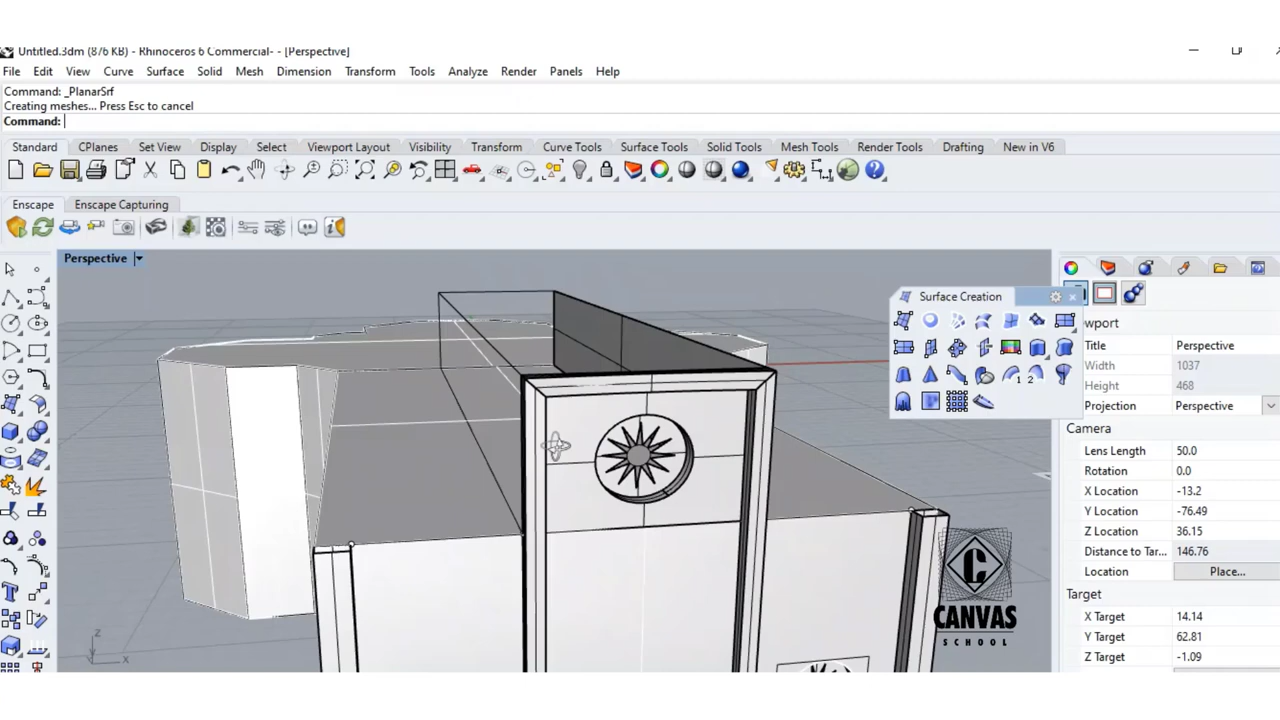 Untitled.3dm (876 KB) - Rhinoceros 6 Commercial- - [Perspective]
File Edit View Curve Surface Solid Mesh Dimension Transform Tools Analyze Render Panels Help
Command: _PlanarSrf
Creating meshes... Press Esc to cancel
Command:
Standard CPlanes Set View Display Select Viewport Layout Visibility Transform Curve Tools Surface Tools Solid Tools Mesh Tools Render Tools Drafting New in V6
Enscape Enscape Capturing
Perspective
Surface Creation
1 2
wport
Title Perspective
Width 1037
Height 468
Projection Perspective
Camera
Lens Length 50.0
Rotation 0.0
X Location -13.2
Y Location -76.49
Z Location 36.15
Distance to Tar... 146.76
Location Place...
Target
X Target 14.14
Y Target 62.81
Z Target -1.09
C
CANVAS
SCHOOL
z
x